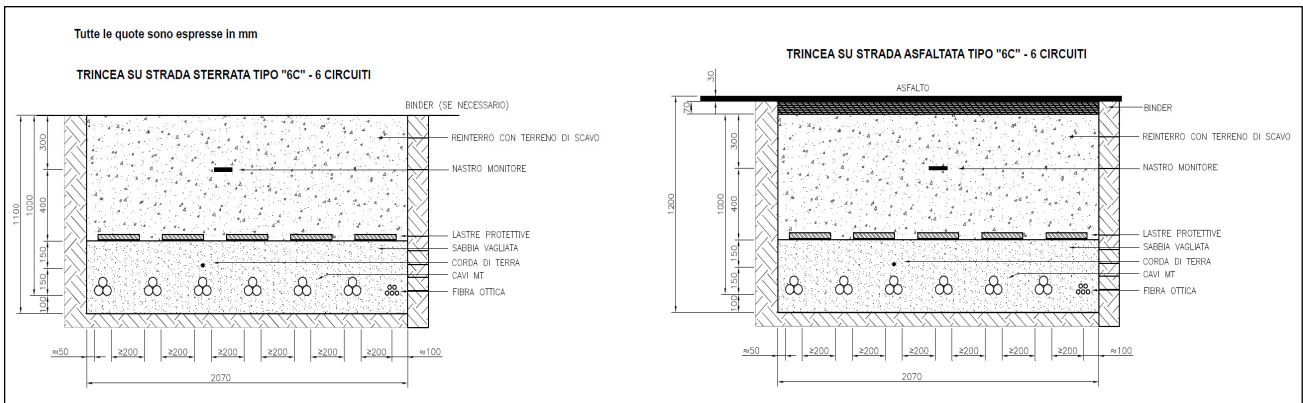 Tutte le quote sono espresse in mm
TRINCEA SU STRADA STERRATA TIPO "6C" - 6 CIRCUITI
BINDER (SE NECESSARIO)
REINTERRO CON TERRENO DI SCAVO
NASTRO MONITORE
LASTRE PROTETTIVE
SABBIA VAGLIATA
CORDA DI TERRA
CAVI MT
FIBRA OTTICA
1100
1000
300
400
150
150
100
≈50
≥200
≥200
≥200
≥200
≥200
≥200
≈100
2070
TRINCEA SU STRADA ASFALTATA TIPO "6C" - 6 CIRCUITI
30
ASFALTO
70
BINDER
REINTERRO CON TERRENO DI SCAVO
NASTRO MONITORE
LASTRE PROTETTIVE
SABBIA VAGLIATA
CORDA DI TERRA
CAVI MT
FIBRA OTTICA
1200
1000
300
400
150
150
100
≈50
≥200
≥200
≥200
≥200
≥200
≥200
≈100
2070